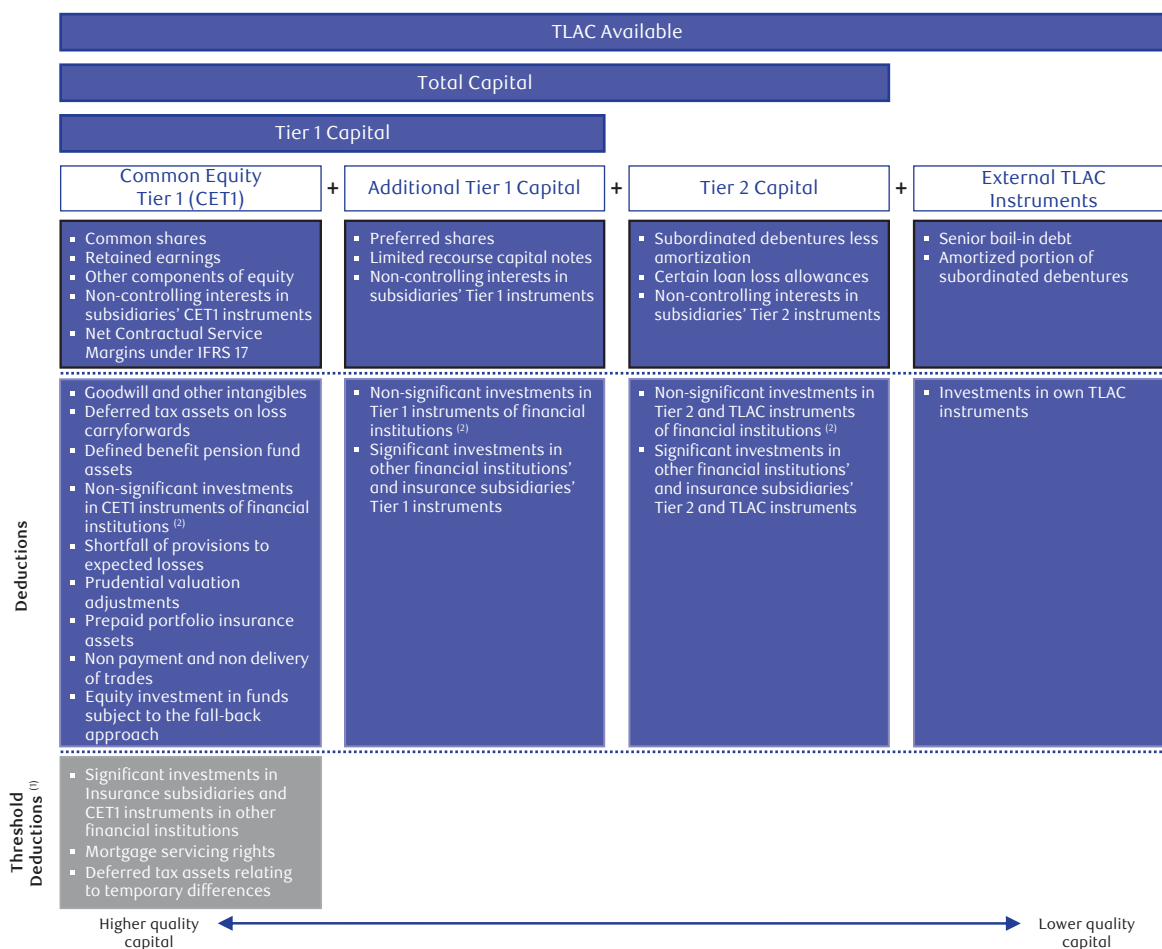 TLAC Available
Total Capital
Tier 1 Capital
Common Equity
Tier 1 (CET1)
+
Additional Tier 1 Capital
+
Tier 2 Capital
+
External TLAC
Instruments
▪ Common shares
▪ Retained earnings
▪ Other components of equity
▪ Non-controlling interests in
subsidiaries' CET1 instruments
▪ Net Contractual Service
Margins under IFRS 17
▪ Preferred shares
▪ Limited recourse capital notes
▪ Non-controlling interests in
subsidiaries' Tier 1 instruments
▪ Subordinated debentures less
amortization
▪ Certain loan loss allowances
▪ Non-controlling interests in
subsidiaries' Tier 2 instruments
▪ Senior bail-in debt
▪ Amortized portion of
subordinated debentures
Deductions
▪ Goodwill and other intangibles
▪ Deferred tax assets on loss
carryforwards
▪ Defined benefit pension fund
assets
▪ Non-significant investments
in CET1 instruments of financial
institutions (2)
▪ Shortfall of provisions to
expected losses
▪ Prudential valuation
adjustments
▪ Prepaid portfolio insurance
assets
▪ Non payment and non delivery
of trades
▪ Equity investment in funds
subject to the fall-back
approach
▪ Non-significant investments in
Tier 1 instruments of financial
institutions (2)
▪ Significant investments in
other financial institutions'
and insurance subsidiaries'
Tier 1 instruments
▪ Non-significant investments in
Tier 2 and TLAC instruments
of financial institutions (2)
▪ Significant investments in
other financial institutions'
and insurance subsidiaries'
Tier 2 and TLAC instruments
▪ Investments in own TLAC
instruments
Threshold
Deductions (1)
▪ Significant investments in
Insurance subsidiaries and
CET1 instruments in other
financial institutions
▪ Mortgage servicing rights
▪ Deferred tax assets relating
to temporary differences
Higher quality
capital
Lower quality
capital